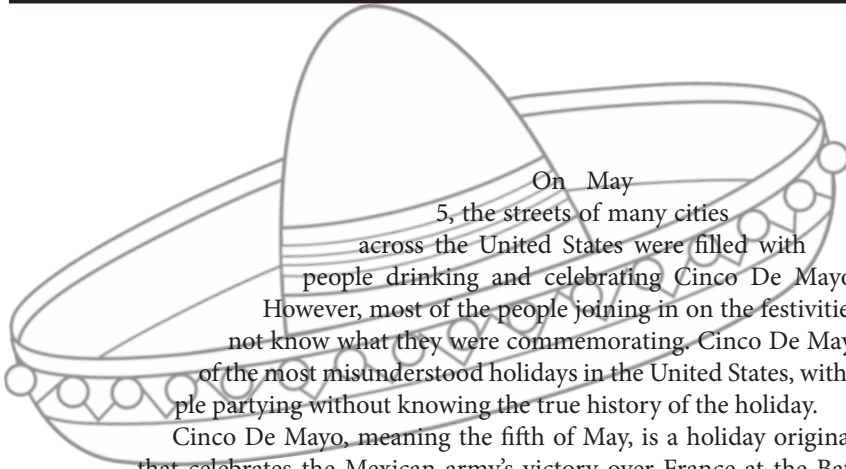 On May
5, the streets of many cities
across the United States were filled with
people drinking and celebrating Cinco De Mayo
However, most of the people joining in on the festivitie
not know what they were commemorating. Cinco De May
of the most misunderstood holidays in the United States, with
ple partying without knowing the true history of the holiday.
Cinco De Mayo, meaning the fifth of May, is a holiday origina
that celebrates the Mexican army's victory over France at the Bat